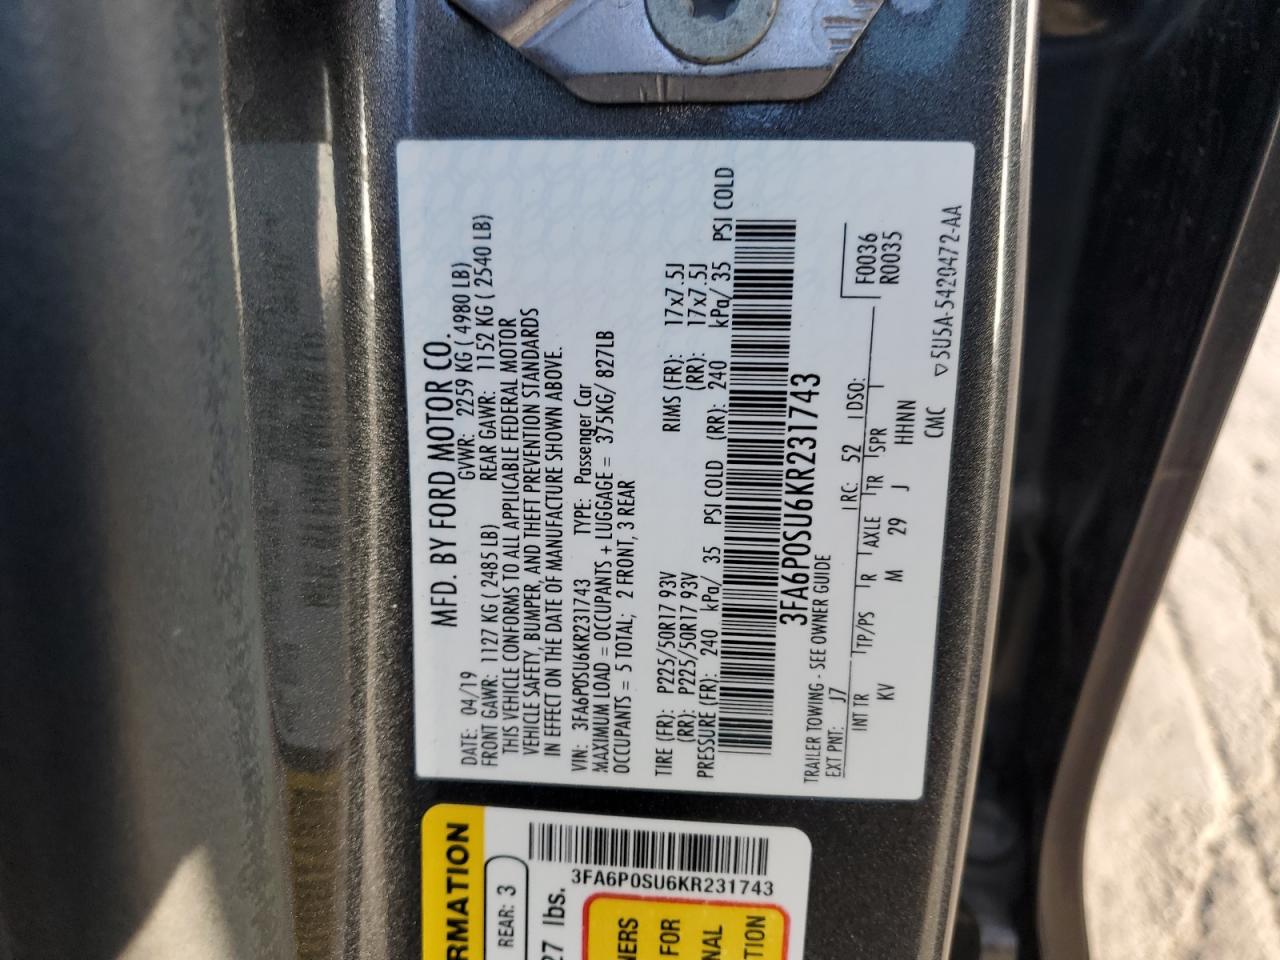 MFD. BY FORD MOTOR CO.
DATE: 04/19 GVWR: 2259 KG ( 4980 LB)
FRONT GAWR: 1127 KG ( 2485 LB) REAR GAWR: 1152 KG ( 2540 LB)
THIS VEHICLE CONFORMS TO ALL APPLICABLE FEDERAL MOTOR
VEHICLE SAFETY, BUMPER, AND THEFT PREVENTION STANDARDS
IN EFFECT ON THE DATE OF MANUFACTURE SHOWN ABOVE.
VIN: 3FA6P0SU6KR231743 TYPE: Passenger Car
MAXIMUM LOAD = OCCUPANTS + LUGGAGE = 375KG/ 827LB
OCCUPANTS = 5 TOTAL; 2 FRONT, 3 REAR
TIRE (FR): P225/50R17 93V RIMS (FR): 17x7.5J
(RR): P225/50R17 93V (RR): 17x7.5J
PRESSURE (FR): 240 kPa/ 35 PSI COLD (RR): 240 kPa/ 35 PSI COLD
3FA6P0SU6KR231743
TRAILER TOWING - SEE OWNER GUIDE
EXT PNT: J7 RC: 52 DSO: F0036
R0035
INT TR TP/PS R AXLE TR SPR
KV M 29 J HHNN
CMC ▽5U5A-5420472-AA
RMATION
REAR: 3
27 lbs.
3FA6P0SU6KR231743
NERS
FOR
NAL
TION